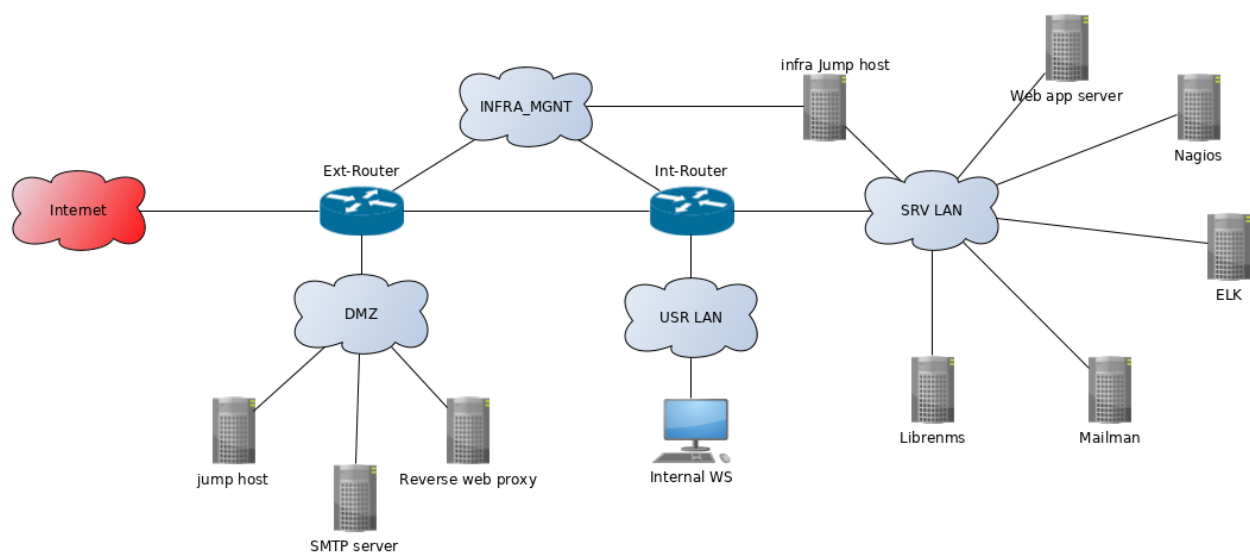 infra Jump host
Web app server
INFRA_MGNT
Nagios
Ext-Router
Int-Router
Internet
SRV LAN
ELK
DMZ
USR LAN
Librenms
Mailman
jump host
Reverse web proxy
Internal WS
SMTP server